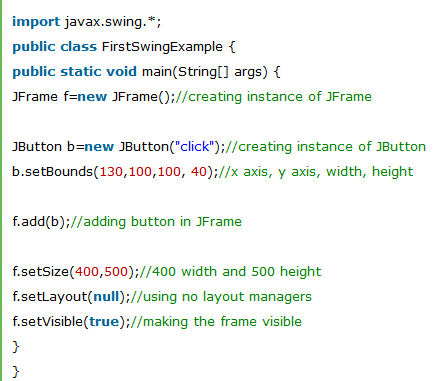 import javax.swing.*;
public class FirstSwingExample {
public static void main(String[] args) {
JFrame f=new JFrame();//creating instance of JFrame
JButton b=new JButton("click");//creating instance of JButton
b.setBounds(130,100,100, 40);//x axis, y axis, width, height
f.add(b);//adding button in JFrame
f.setSize(400,500);//400 width and 500 height
f.setLayout(null);//using no layout managers
f.setVisible(true);//making the frame visible
}
}